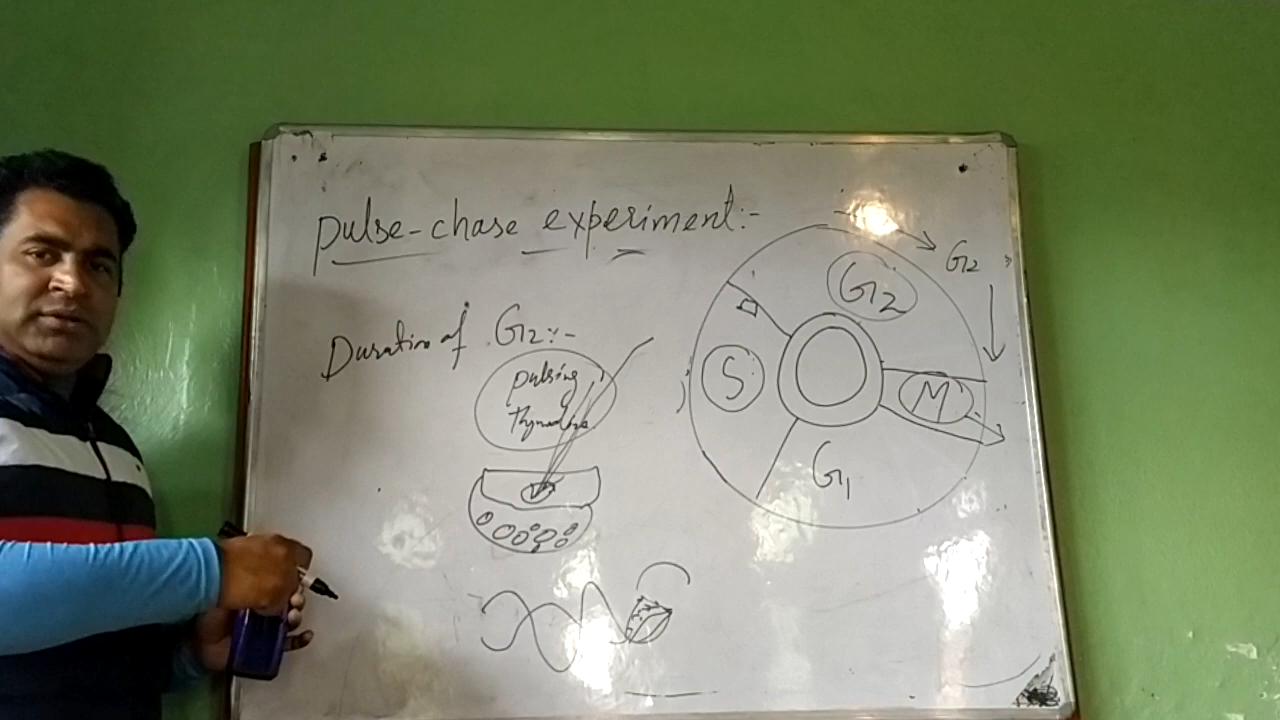 pulse-chase experiment:-
Duration of G2:-
pulsing
Thymidine
G2
G2
S
M
G1